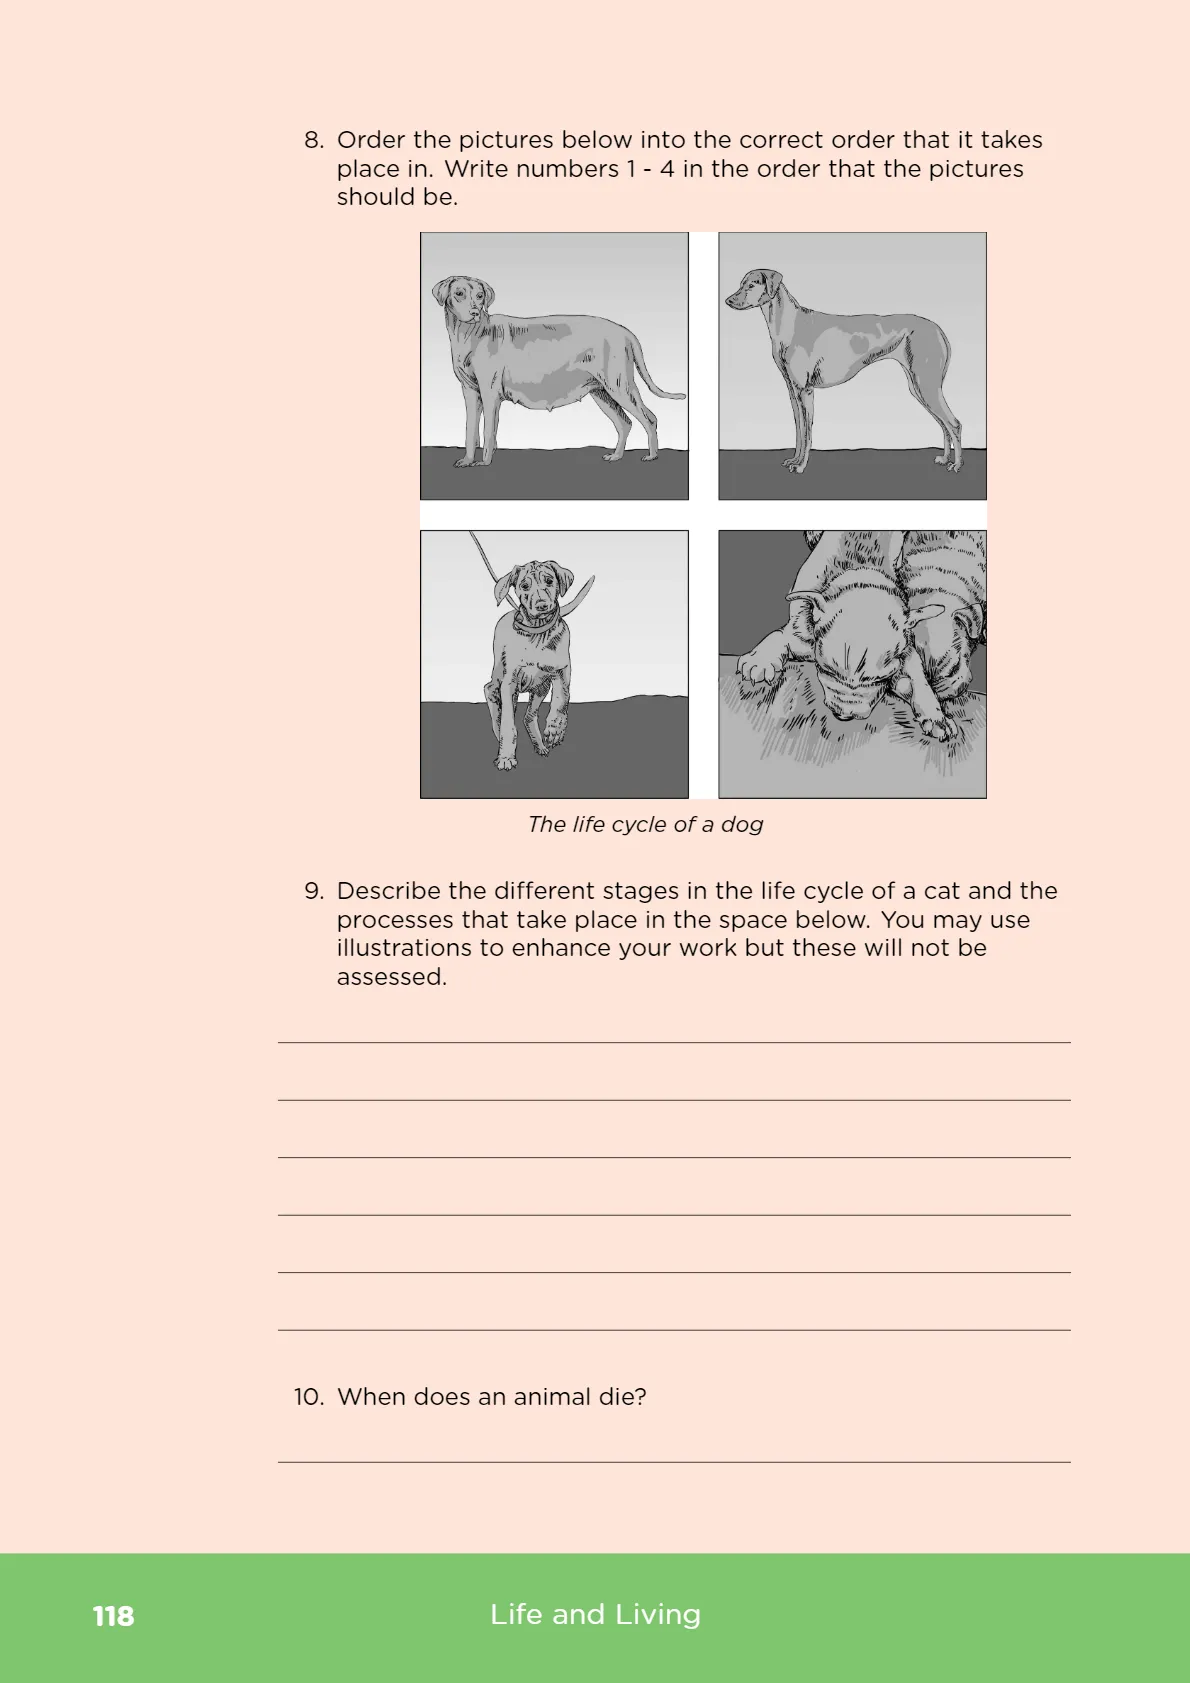 8. Order the pictures below into the correct order that it takes
place in. Write numbers 1 - 4 in the order that the pictures
should be.
The life cycle of a dog
9. Describe the different stages in the life cycle of a cat and the
processes that take place in the space below. You may use
illustrations to enhance your work but these will not be
assessed.
10. When does an animal die?
118
Life and Living